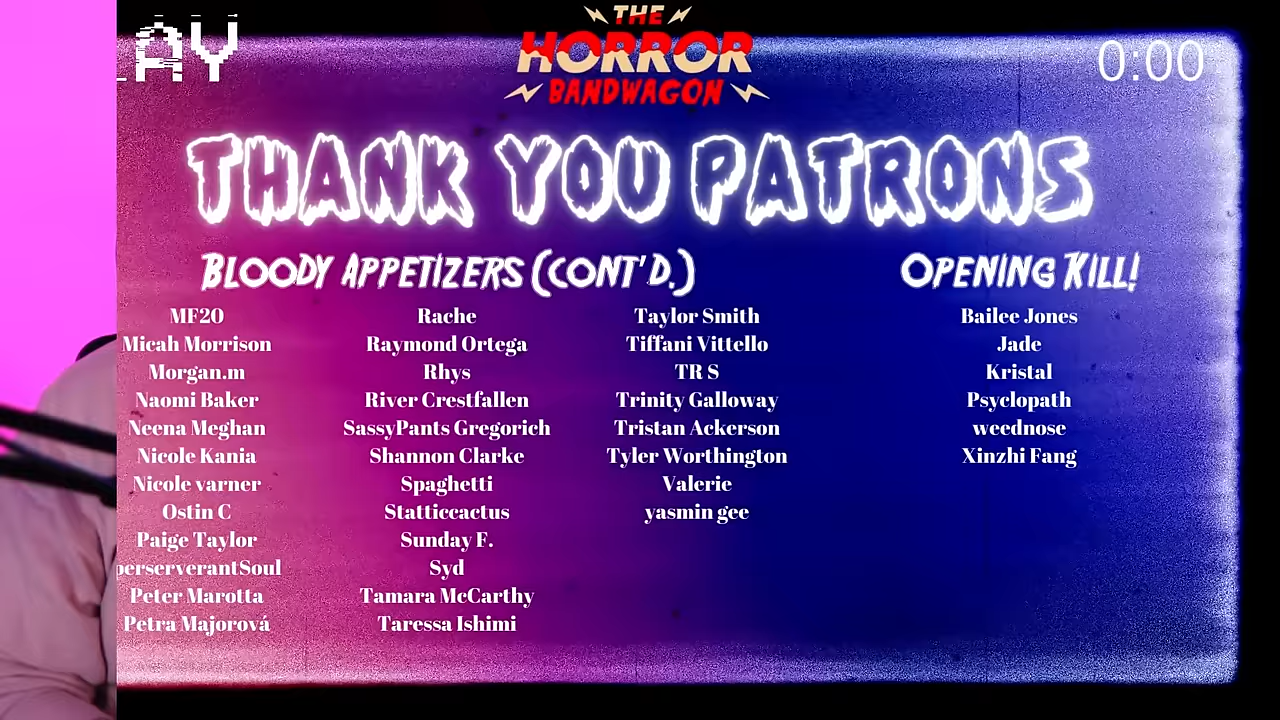 LAY
THE
HORROR
BANDWAGON
0:00
THANK YOU PATRONS
BLOODY APPETIZERS (CONT'D.)
MF20
Micah Morrison
Morgan.m
Naomi Baker
Neena Meghan
Nicole Kania
Nicole varner
Ostin C
Paige Taylor
perserverantSoul
Peter Marotta
Petra Majorová
Rache
Raymond Ortega
Rhys
River Crestfallen
SassyPants Gregorich
Shannon Clarke
Spaghetti
Statticcactus
Sunday F.
Syd
Tamara McCarthy
Taressa Ishimi
Taylor Smith
Tiffani Vittello
TR S
Trinity Galloway
Tristan Ackerson
Tyler Worthington
Valerie
yasmin gee
OPENING KILL!
Bailee Jones
Jade
Kristal
Psyclopath
weednose
Xinzhi Fang